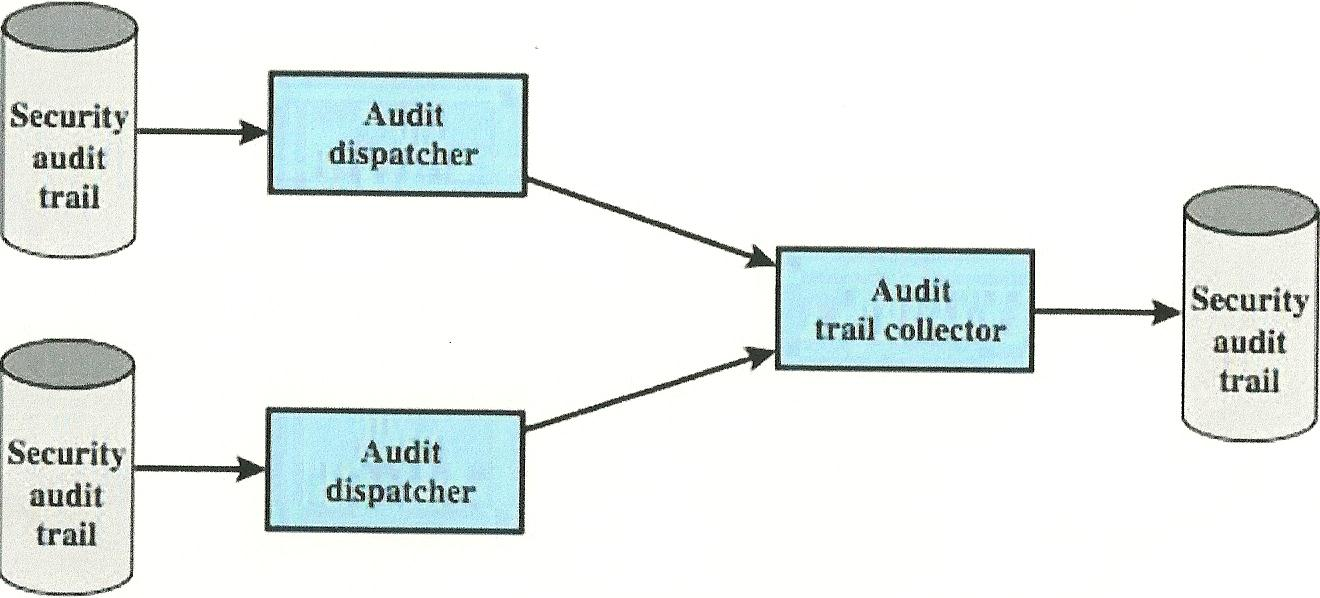 Security
audit
trail
Audit
dispatcher
Security
audit
trail
Audit
dispatcher
Audit
trail collector
Security
audit
trail